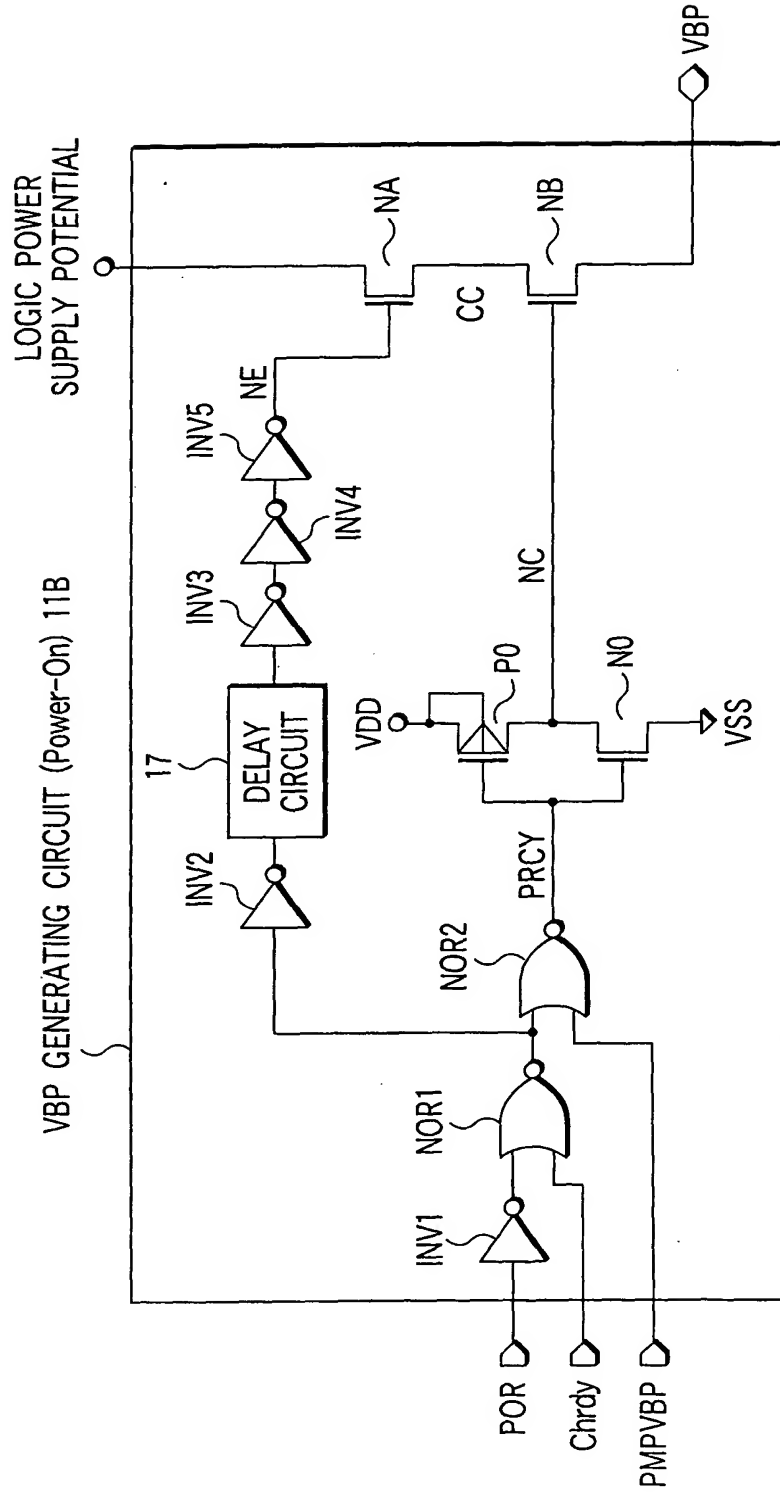 VBP GENERATING CIRCUIT (Power-On) 11B
LOGIC POWER
SUPPLY POTENTIAL
INV2
17
DELAY
CIRCUIT
INV3
INV4
INV5
NE
NA
CC
NB
VBP
POR
Chrdy
PMPVBP
INV1
NOR1
NOR2
PRCY
VDD
P0
NC
N0
VSS